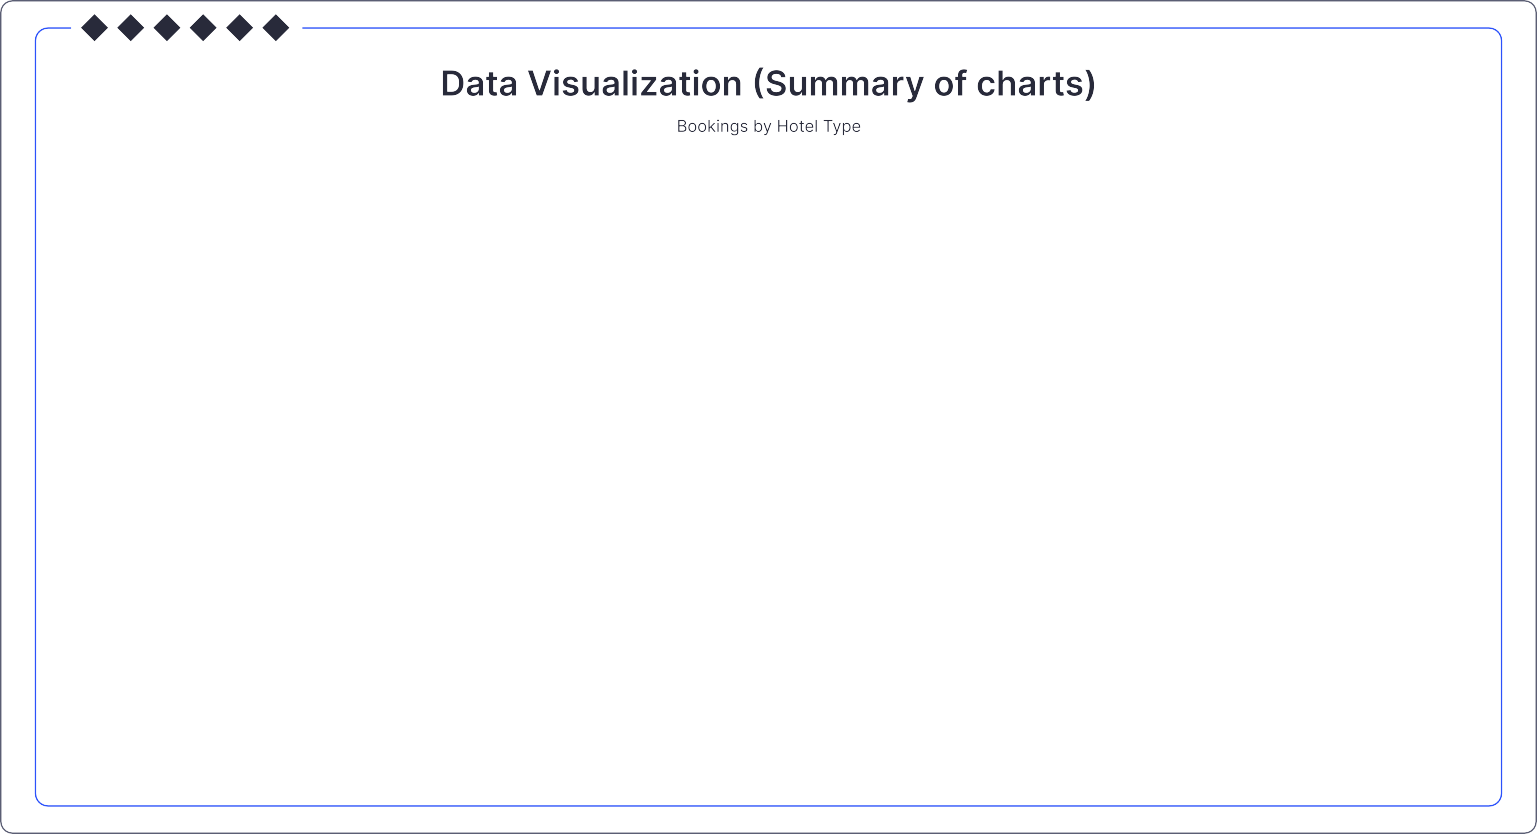 Data Visualization (Summary of charts)
Bookings by Hotel Type